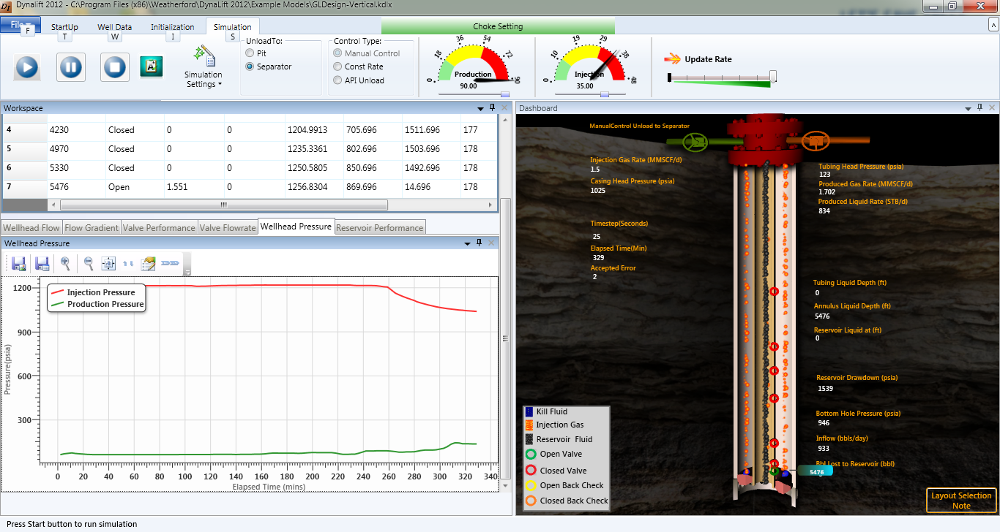 Dynalift 2012 - C:\Program Files (x86)\Weatherford\DynaLift 2012\Example Models\GLDesign-Vertical.kdlx
File
F
StartUp
T
Well Data
W
Initialization
I
Simulation
S
Choke Setting
Simulation
Settings
UnloadTo:
Pit
Separator
Control Type:
Manual Control
Const Rate
API Unload
0 18 36 54 72 90
Production
90.00
0 10 19 29 38 48
Injection
35.00
Update Rate
Workspace
4 4230 Closed 0 0 1204.9913 705.696 1511.696 177
5 4970 Closed 0 0 1235.3361 802.696 1503.696 178
6 5330 Closed 0 0 1250.5805 850.696 1492.696 178
7 5476 Open 1.551 0 1256.8304 869.696 14.696 178
Wellhead Flow Flow Gradient Valve Performance Valve Flowrate Wellhead Pressure Reservoir Performance
Wellhead Pressure
Injection Pressure
Production Pressure
1200
900
600
300
Pressure(psia)
0 20 40 60 80 100 120 140 160 180 200 220 240 260 280 300 320 340
Elapsed Time (mins)
Dashboard
ManualControl Unload to Separator
Injection Gas Rate (MMSCF/d)
1.5
Casing Head Pressure (psia)
1025
Timestep(Seconds)
25
Elapsed Time(Min)
329
Accepted Error
2
Tubing Head Pressure (psia)
123
Produced Gas Rate (MMSCF/d)
1.702
Produced Liquid Rate (STB/d)
834
Tubing Liquid Depth (ft)
0
Annulus Liquid Depth (ft)
5476
Reservoir Liquid at (ft)
0
Reservoir Drawdown (psia)
1539
Bottom Hole Pressure (psia)
946
Inflow (bbls/day)
933
Bbl Lost to Reservoir (bbl)
5476
Kill Fluid
Injection Gas
Reservoir Fluid
Open Valve
Closed Valve
Open Back Check
Closed Back Check
Layout Selection
Note
Press Start button to run simulation